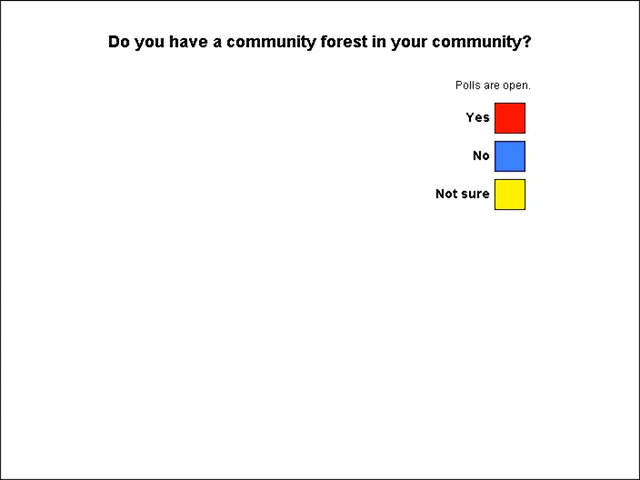 Do you have a community forest in your community?
Polls are open.
Yes
No
Not sure